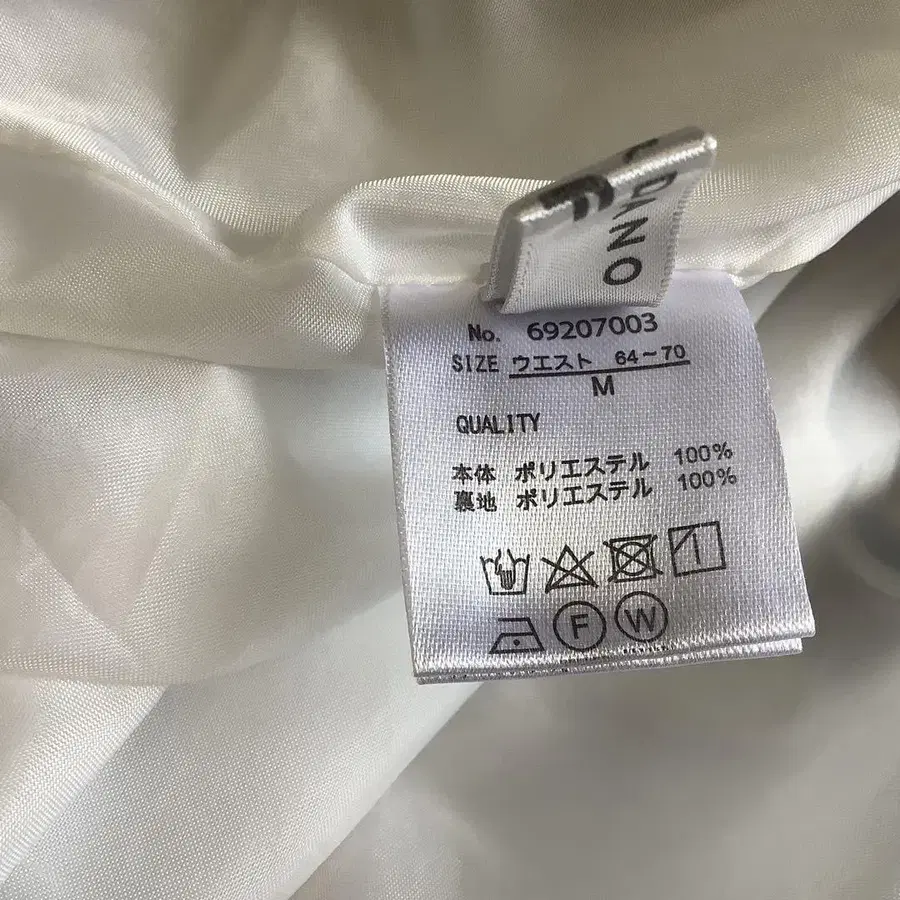 DANO
No. 69207003
SIZE ウエスト 64~70
M
QUALITY
本体 ポリエステル 100%
裏地 ポリエステル 100%
F W